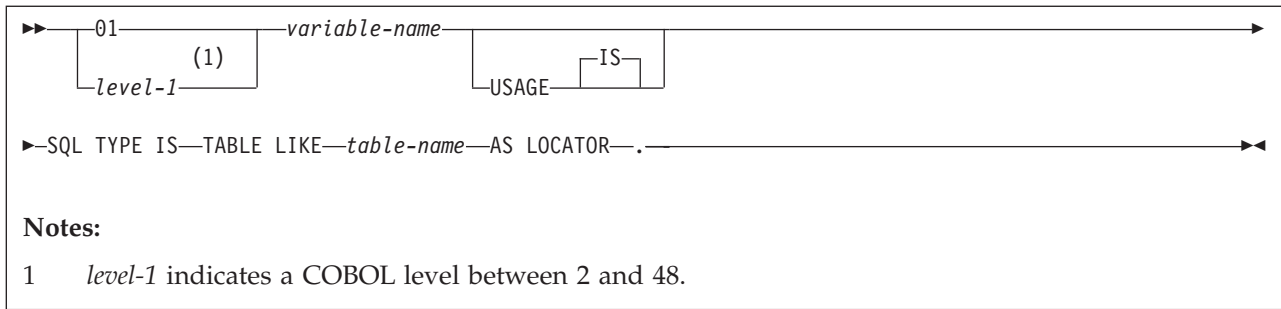 01 variable-name IS
(1)
level-1 USAGE
SQL TYPE IS TABLE LIKE table-name AS LOCATOR .
Notes:
1 level-1 indicates a COBOL level between 2 and 48.